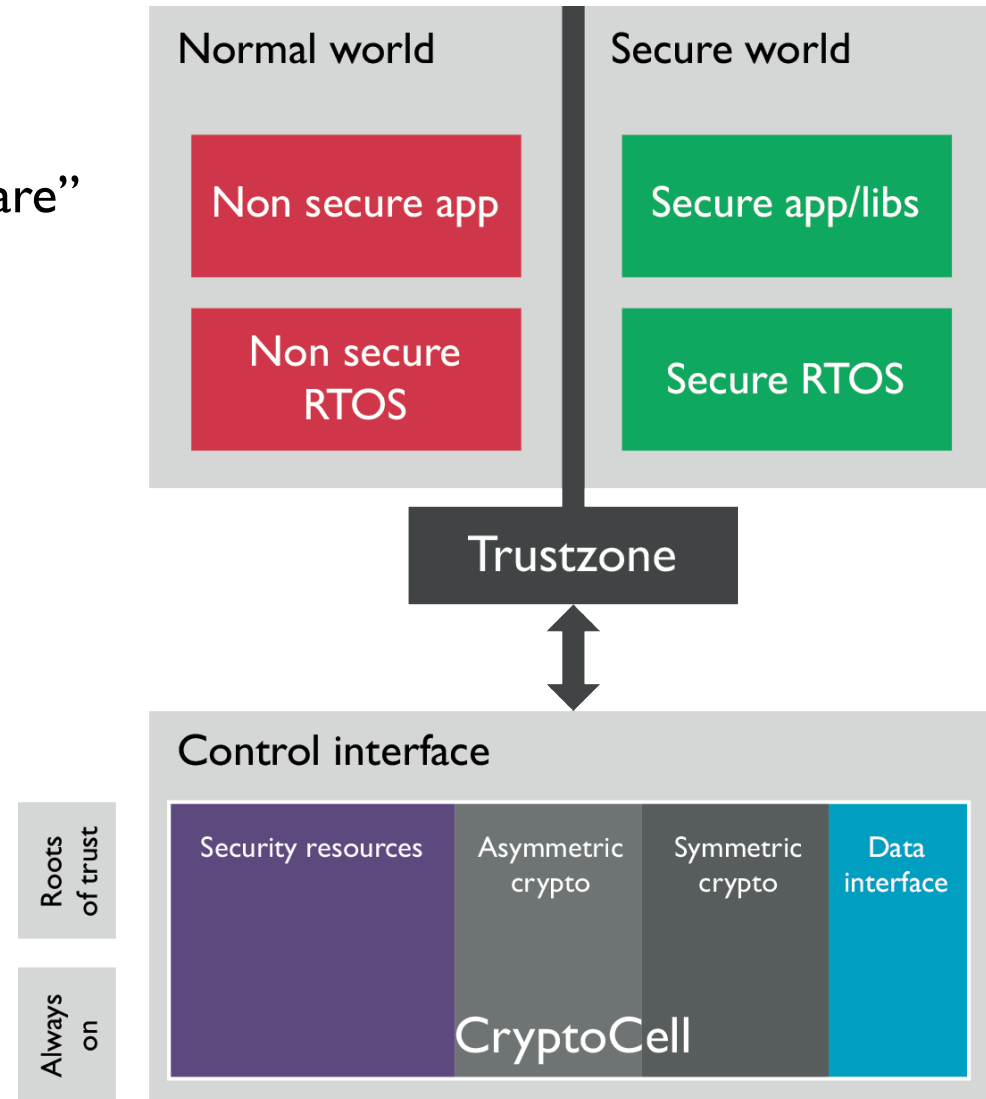 Normal world
Secure world
are”
Non secure app
Secure app/libs
Non secure
RTOS
Secure RTOS
Trustzone
Control interface
Roots
of trust
Security resources
Asymmetric
crypto
Symmetric
crypto
Data
interface
Always
on
CryptoCell